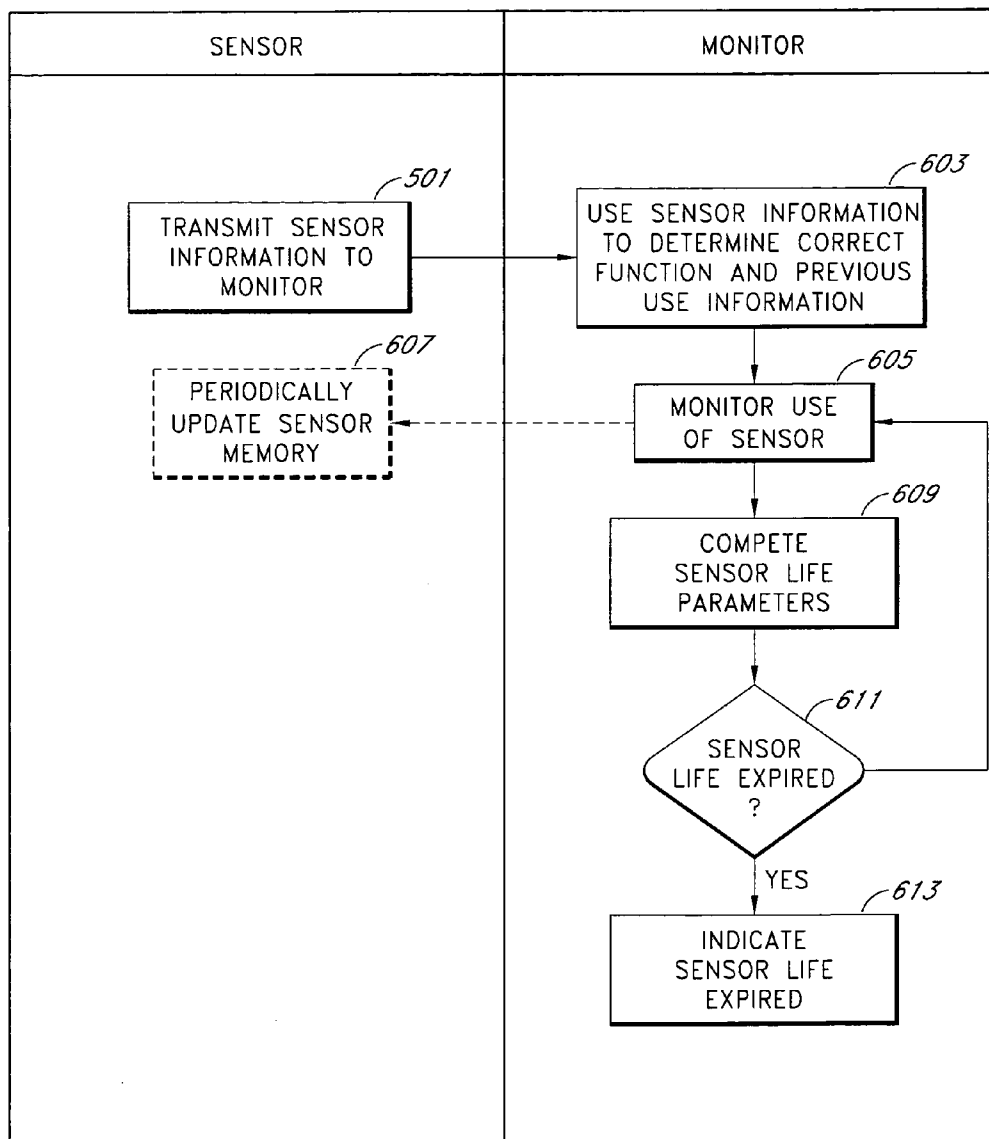 SENSOR
MONITOR
501
TRANSMIT SENSOR
INFORMATION TO
MONITOR
603
USE SENSOR INFORMATION
TO DETERMINE CORRECT
FUNCTION AND PREVIOUS
USE INFORMATION
607
PERIODICALLY
UPDATE SENSOR
MEMORY
605
MONITOR USE
OF SENSOR
609
COMPETE
SENSOR LIFE
PARAMETERS
611
SENSOR
LIFE EXPIRED
?
YES
613
INDICATE
SENSOR LIFE
EXPIRED